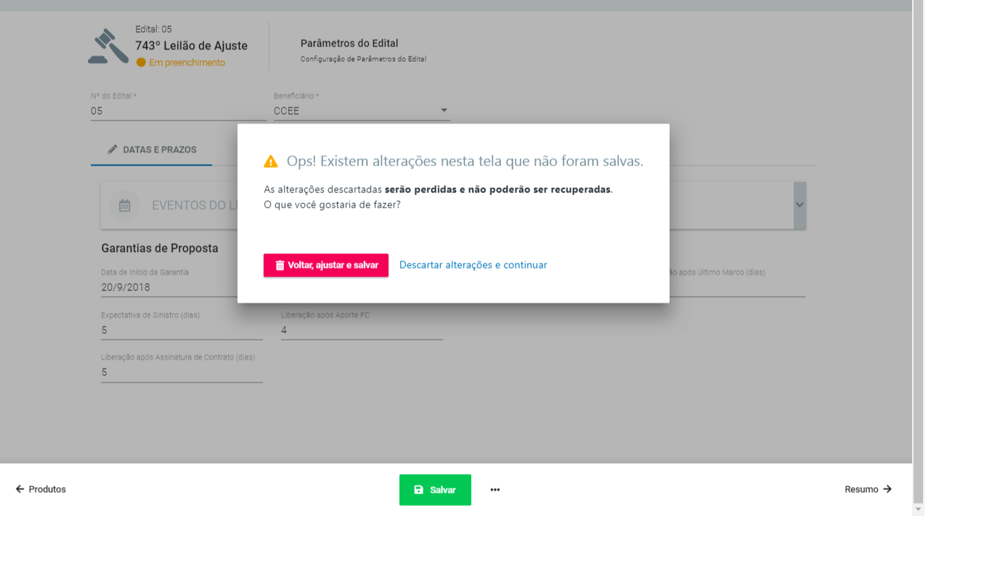 Edital: 05
743º Leilão de Ajuste
Em preenchimento
Parâmetros do Edital
Configuração de Parâmetros do Edital
Nº do Edital *
05
Beneficiário *
CCEE
DATAS E PRAZOS
Ops! Existem alterações nesta tela que não foram salvas.
As alterações descartadas serão perdidas e não poderão ser recuperadas.
O que você gostaria de fazer?
Voltar, ajustar e salvar
Descartar alterações e continuar
EVENTOS DO
Garantias de Proposta
Data de Início da Garantia
20/9/2018
após Último Marco (dias)
Expectativa de Sinistro (dias)
5
Liberação após Aporte FC
4
Liberação após Assinatura de Contrato (dias)
5
Produtos
Salvar
Resumo